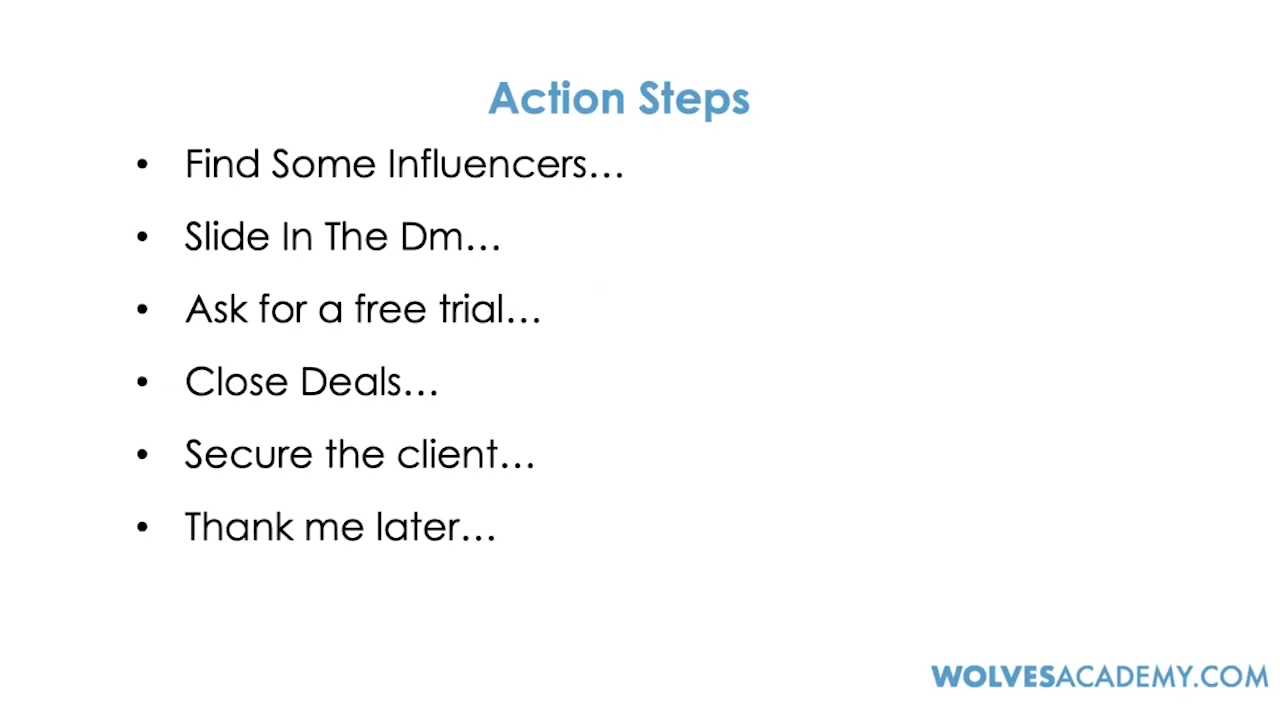 Action Steps
• Find Some Influencers…
• Slide In The Dm…
• Ask for a free trial…
• Close Deals…
• Secure the client…
• Thank me later…
WOLVESACADEMY.COM